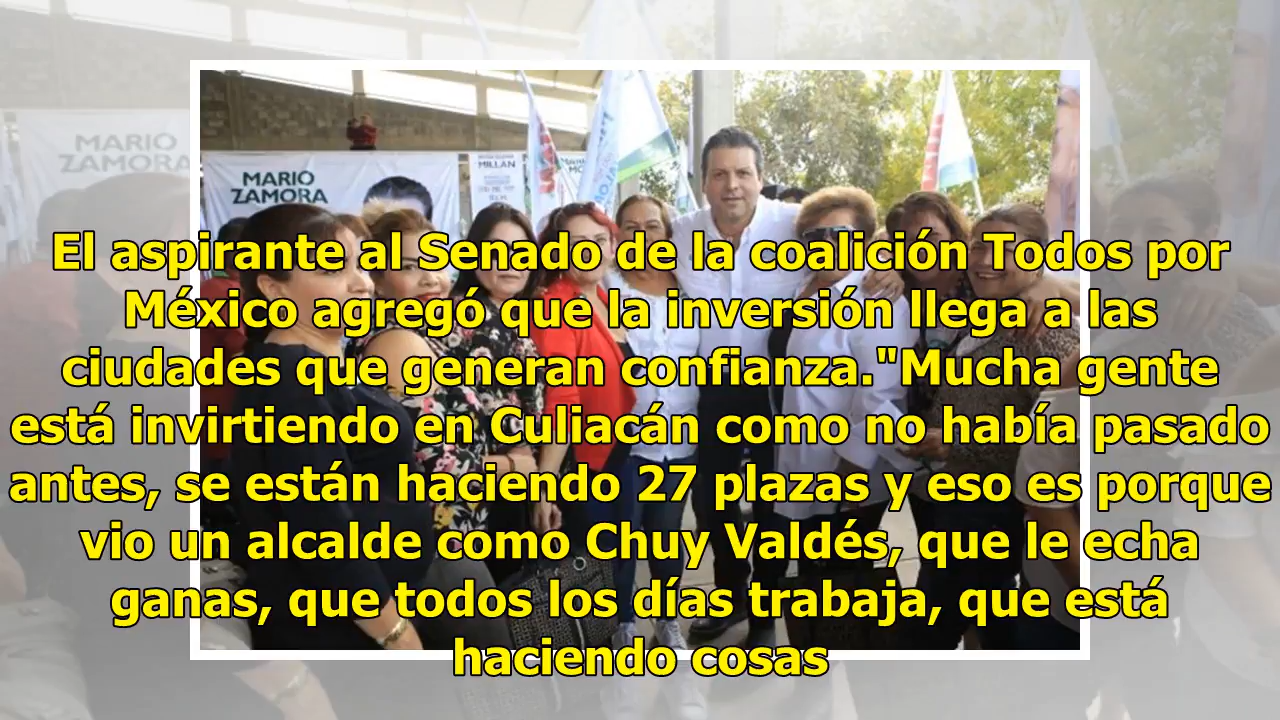 MARIO
ZAMORA
MARIO
ZAMORA
MILLAN
El aspirante al Senado de la coalición Todos por
México agregó que la inversión llega a las
ciudades que generan confianza."Mucha gente
está invirtiendo en Culiacán como no había pasado
antes, se están haciendo 27 plazas y eso es porque
vio un alcalde como Chuy Valdés, que le echa
ganas, que todos los días trabaja, que está
haciendo cosas